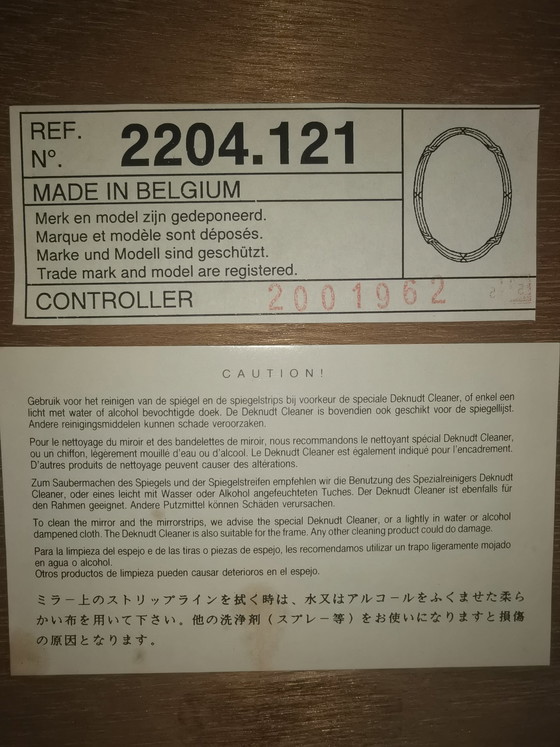 REF. N°. 2204.121
MADE IN BELGIUM
Merk en model zijn gedeponeerd.
Marque et modèle sont déposés.
Marke und Modell sind geschützt.
Trade mark and model are registered.
CONTROLLER 2001962
CAUTION!
Gebruik voor het reinigen van de spiegel en de spiegelstrips bij voorkeur de speciale Deknudt Cleaner, of enkel een
licht met water of alcohol bevochtigde doek. De Deknudt Cleaner is bovendien ook geschikt voor de spiegellijst.
Andere reinigingsmiddelen kunnen schade veroorzaken.
Pour le nettoyage du miroir et des bandelettes de miroir, nous recommandons le nettoyant spécial Deknudt Cleaner,
ou un chiffon, légèrement mouillé d'eau ou d'alcool. Le Deknudt Cleaner est également indiqué pour l'encadrement.
D'autres produits de nettoyage peuvent causer des altérations.
Zum Saubermachen des Spiegels und der Spiegelstreifen empfehlen wir die Benutzung des Spezialreinigers Deknudt
Cleaner, oder eines leicht mit Wasser oder Alkohol angefeuchteten Tuches. Der Deknudt Cleaner ist ebenfalls für
den Rahmen geeignet. Andere Putzmittel können Schäden verursachen.
To clean the mirror and the mirrorstrips, we advise the special Deknudt Cleaner, or a lightly in water or alcohol
dampened cloth. The Deknudt Cleaner is also suitable for the frame. Any other cleaning product could do damage.
Para la limpieza del espejo e de las tiras o piezas de espejo, les recomendamos utilizar un trapo ligeramente mojado
en agua o alcohol.
Otros productos de limpieza pueden causar deterioros en el espejo.
ミラー上のストリップラインを拭く時は、水又はアルコールをふくませた柔ら
かい布を用いて下さい。他の洗浄剤(スプレー等)をお使いになりますと損傷
の原因となります。